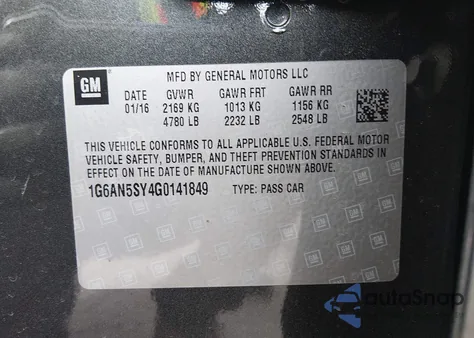 GM
MFD BY GENERAL MOTORS LLC
DATE GVWR GAWR FRT GAWR RR
01/16 2169 KG 1013 KG 1156 KG
4780 LB 2232 LB 2548 LB
THIS VEHICLE CONFORMS TO ALL APPLICABLE U.S. FEDERAL MOTOR
VEHICLE SAFETY, BUMPER, AND THEFT PREVENTION STANDARDS IN
EFFECT ON THE DATE OF MANUFACTURE SHOWN ABOVE.
1G6AN5SY4G0141849 TYPE: PASS CAR
autoSnap